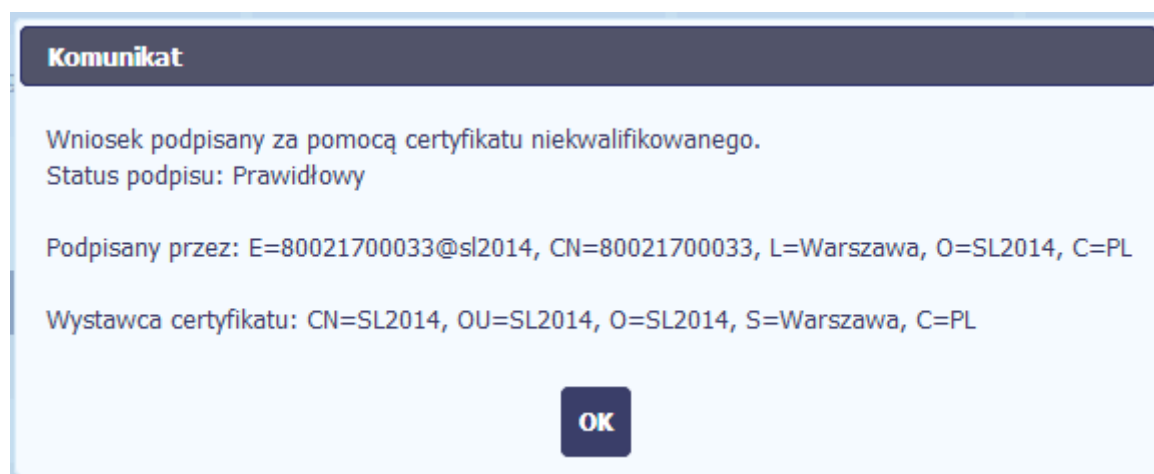 Komunikat
Wniosek podpisany za pomocą certyfikatu niekwalifikowanego.
Status podpisu: Prawidłowy
Podpisany przez: E=80021700033@sl2014, CN=80021700033, L=Warszawa, O=SL2014, C=PL
Wystawca certyfikatu: CN=SL2014, OU=SL2014, O=SL2014, S=Warszawa, C=PL
OK